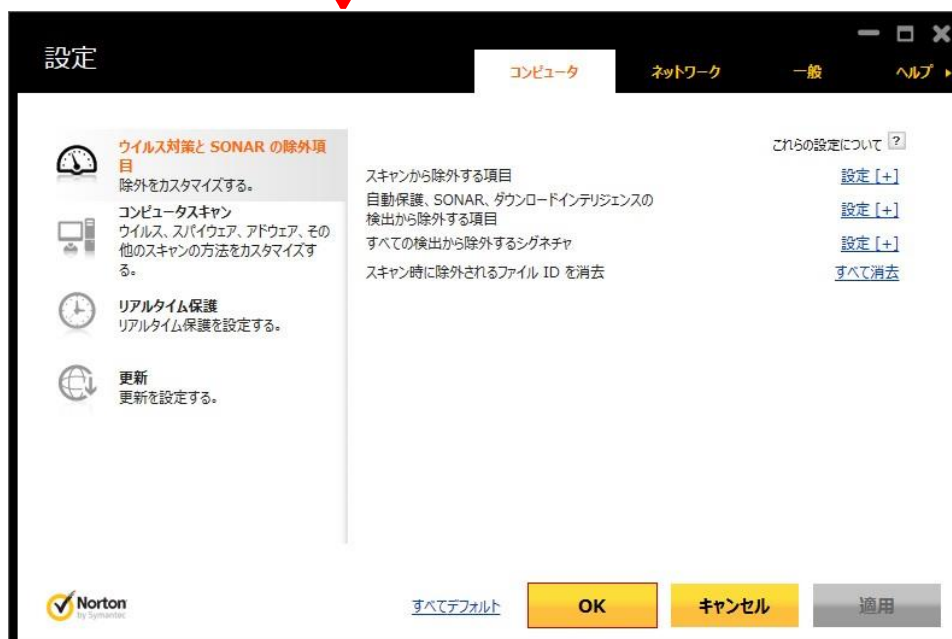 設定
コンピュータ
ネットワーク
一般
ヘルプ
ウイルス対策と SONAR の除外項
目
除外をカスタマイズする。
コンピュータスキャン
ウイルス、スパイウェア、アドウェア、その
他のスキャンの方法をカスタマイズす
る。
リアルタイム保護
リアルタイム保護を設定する。
更新
更新を設定する。
これらの設定について ?
スキャンから除外する項目
設定 [+]
自動保護、SONAR、ダウンロードインテリジェンスの
検出から除外する項目
設定 [+]
すべての検出から除外するシグネチャ
設定 [+]
スキャン時に除外されるファイル ID を消去
すべて消去
Norton
by Symantec
すべてデフォルト
OK
キャンセル
適用